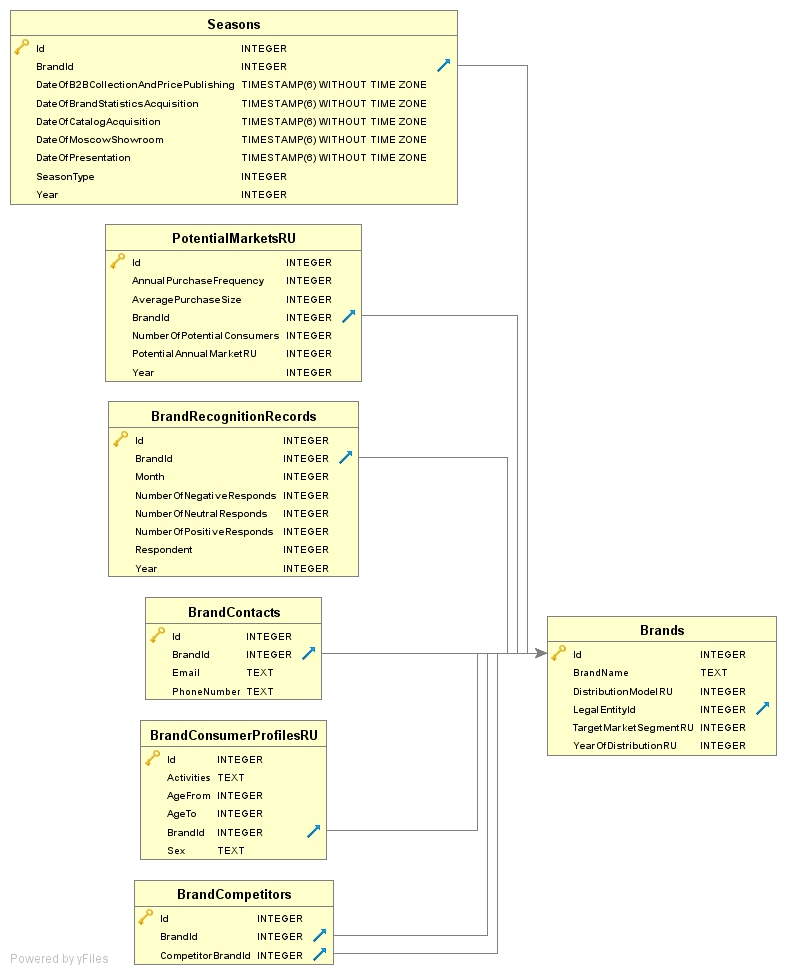 Seasons
Id INTEGER
BrandId INTEGER
DateOfB2BCollectionAndPricePublishing TIMESTAMP(6) WITHOUT TIME ZONE
DateOfBrandStatisticsAcquisition TIMESTAMP(6) WITHOUT TIME ZONE
DateOfCatalogAcquisition TIMESTAMP(6) WITHOUT TIME ZONE
DateOfMoscowShowroom TIMESTAMP(6) WITHOUT TIME ZONE
DateOfPresentation TIMESTAMP(6) WITHOUT TIME ZONE
SeasonType INTEGER
Year INTEGER
PotentialMarketsRU
Id INTEGER
AnnualPurchaseFrequency INTEGER
AveragePurchaseSize INTEGER
BrandId INTEGER
NumberOfPotentialConsumers INTEGER
PotentialAnnualMarketRU INTEGER
Year INTEGER
BrandRecognitionRecords
Id INTEGER
BrandId INTEGER
Month INTEGER
NumberOfNegativeResponds INTEGER
NumberOfNeutralResponds INTEGER
NumberOfPositiveResponds INTEGER
Respondent INTEGER
Year INTEGER
BrandContacts
Id INTEGER
BrandId INTEGER
Email TEXT
PhoneNumber TEXT
Brands
Id INTEGER
BrandName TEXT
DistributionModelRU INTEGER
LegalEntityId INTEGER
TargetMarketSegmentRU INTEGER
YearOfDistributionRU INTEGER
BrandConsumerProfilesRU
Id INTEGER
Activities TEXT
AgeFrom INTEGER
AgeTo INTEGER
BrandId INTEGER
Sex TEXT
BrandCompetitors
Id INTEGER
BrandId INTEGER
CompetitorBrandId INTEGER
Powered by yFiles